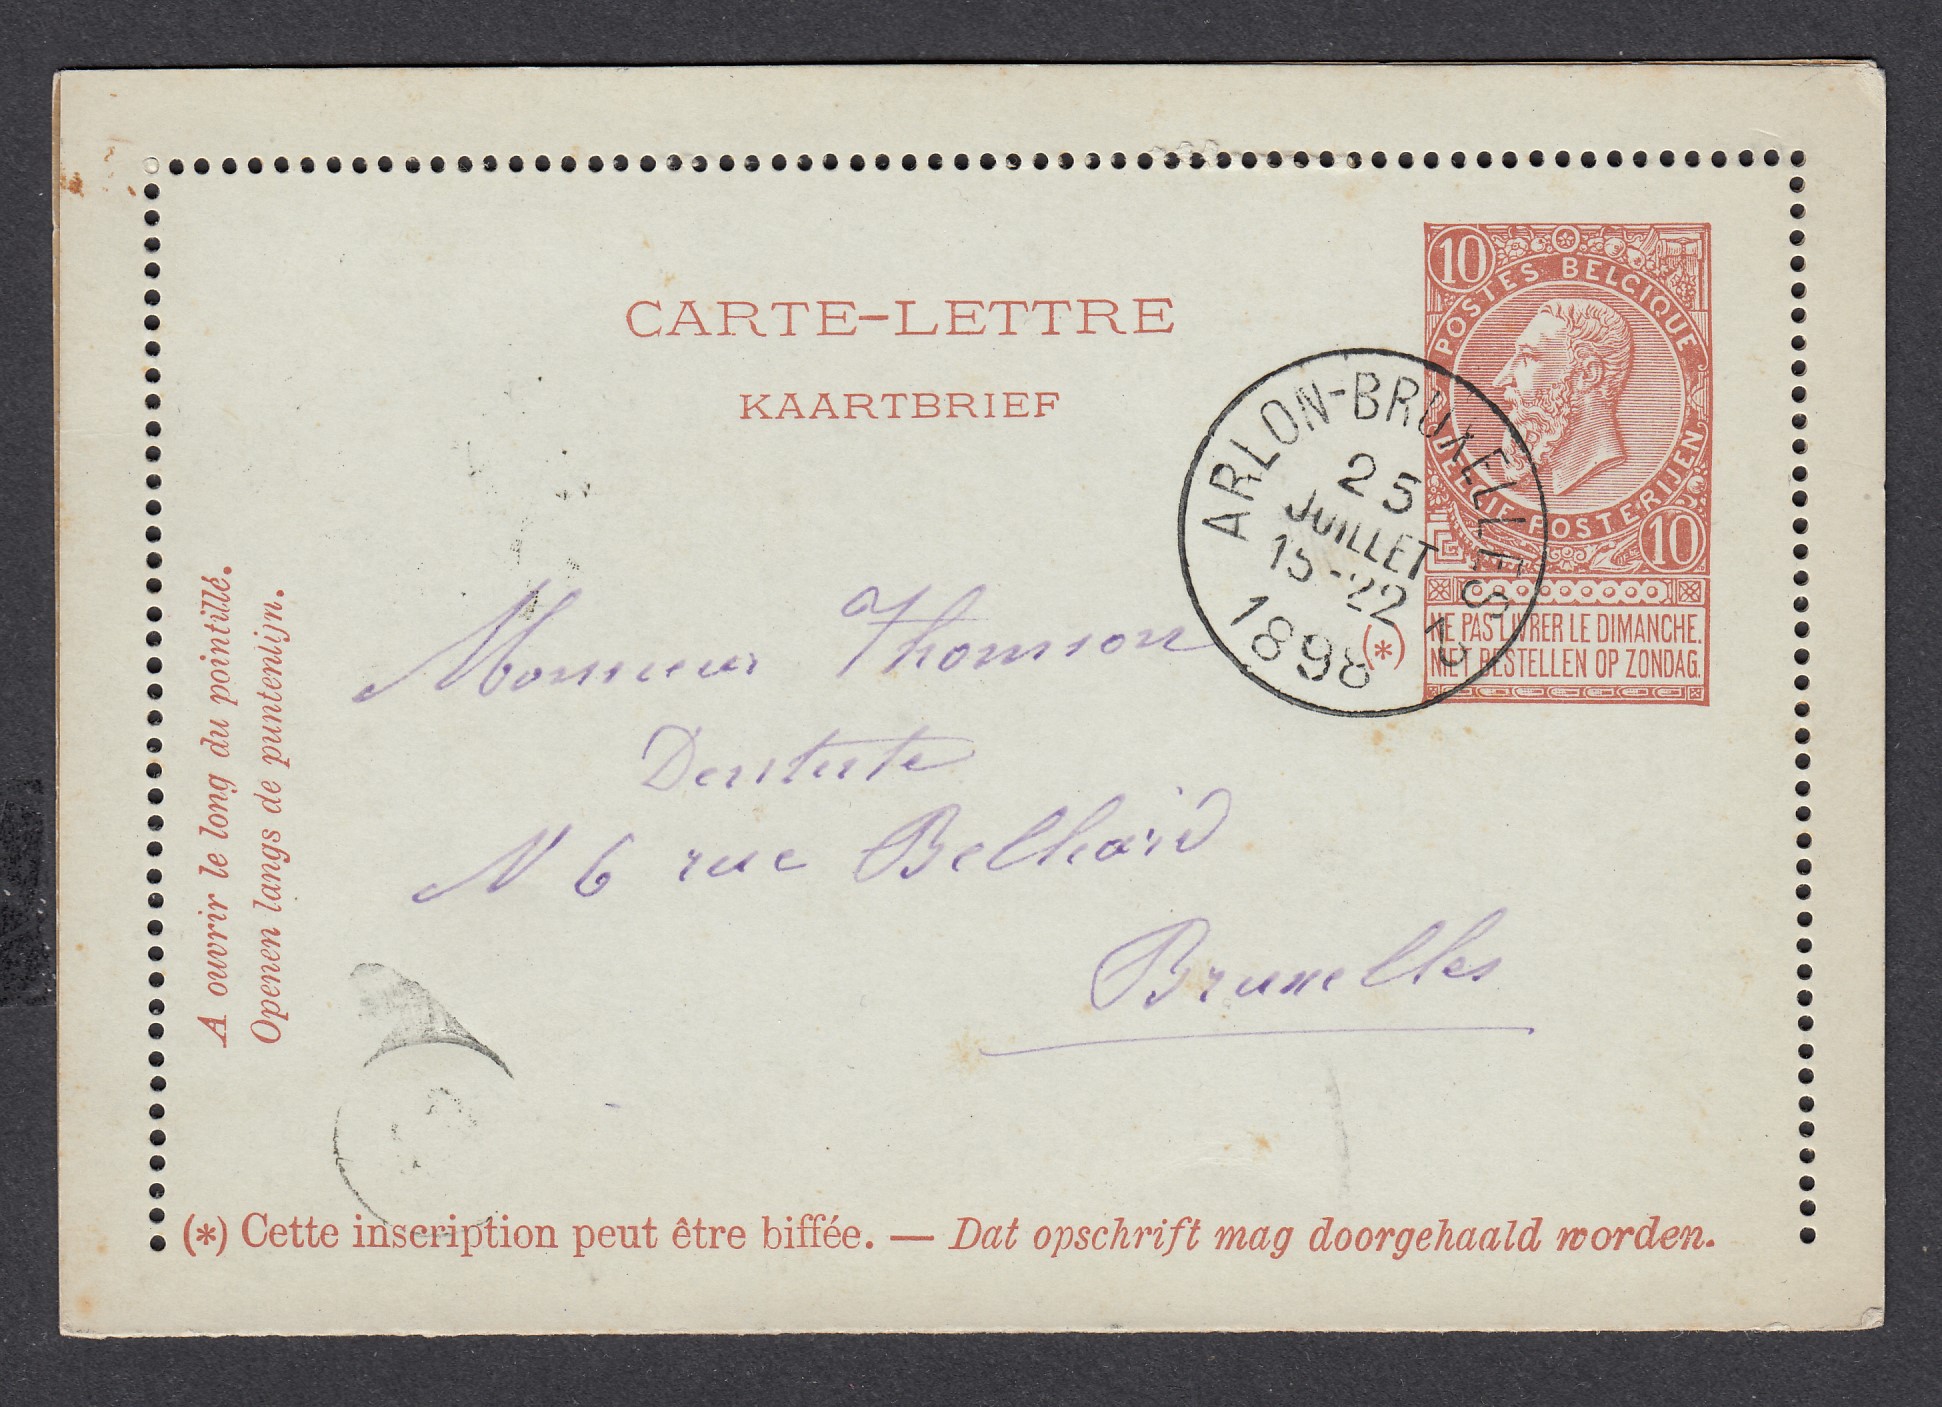 CARTE-LETTRE
KAARTBRIEF
10
POSTES BELGIQUE
BELGIE POSTERIJEN
10
NE PAS LIVRER LE DIMANCHE.
(*)
NIET BESTELLEN OP ZONDAG.
ARLON-BRUXELLES
25
JUILLET
15-22
1898
Monsieur Thomson
Dentiste
N 6 rue Belliard
Bruxelles
A ouvrir le long du pointillé.
Openen langs de puntenlijn.
(*) Cette inscription peut être biffée. — Dat opschrift mag doorgehaald worden.